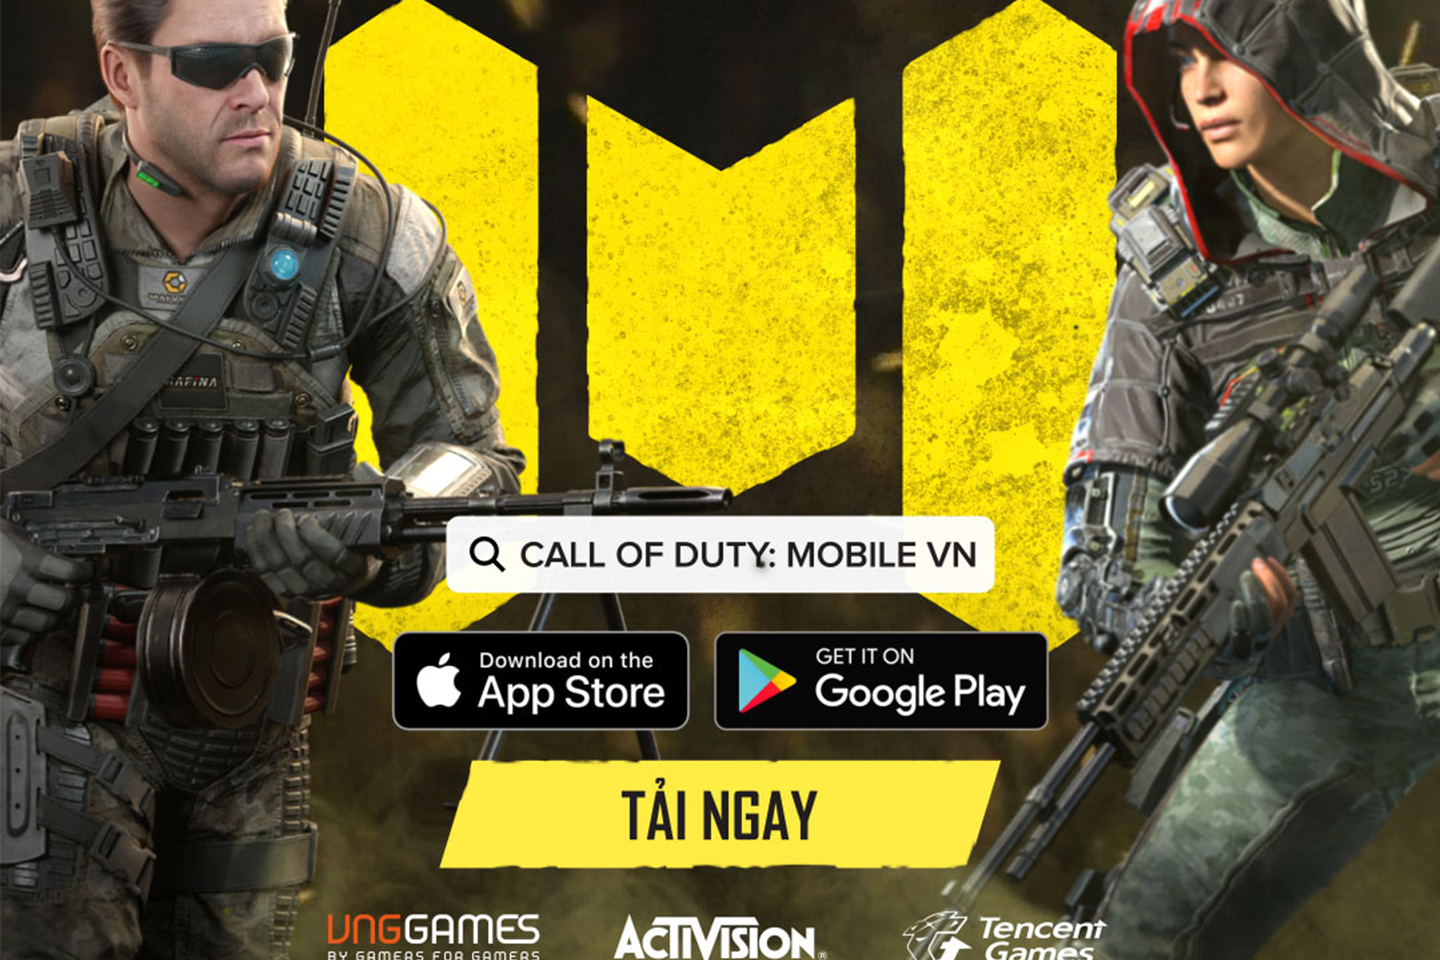 CALL OF DUTY: MOBILE VN
Download on the
App Store
GET IT ON
Google Play
TẢI NGAY
VNGGAMES
BY GAMERS FOR GAMERS
ACTIVISION®
Tencent
Games
527